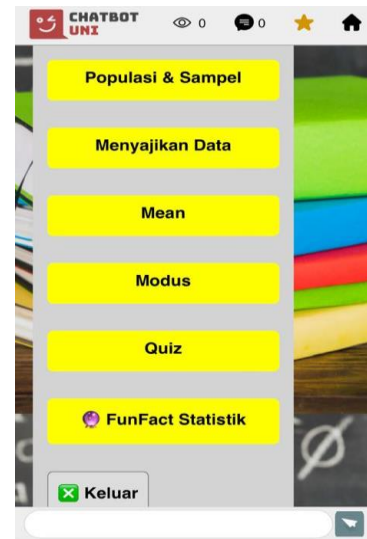 CHATBOT
UNI
0
0
Populasi & Sampel
Menyajikan Data
Mean
Modus
Quiz
FunFact Statistik
Keluar